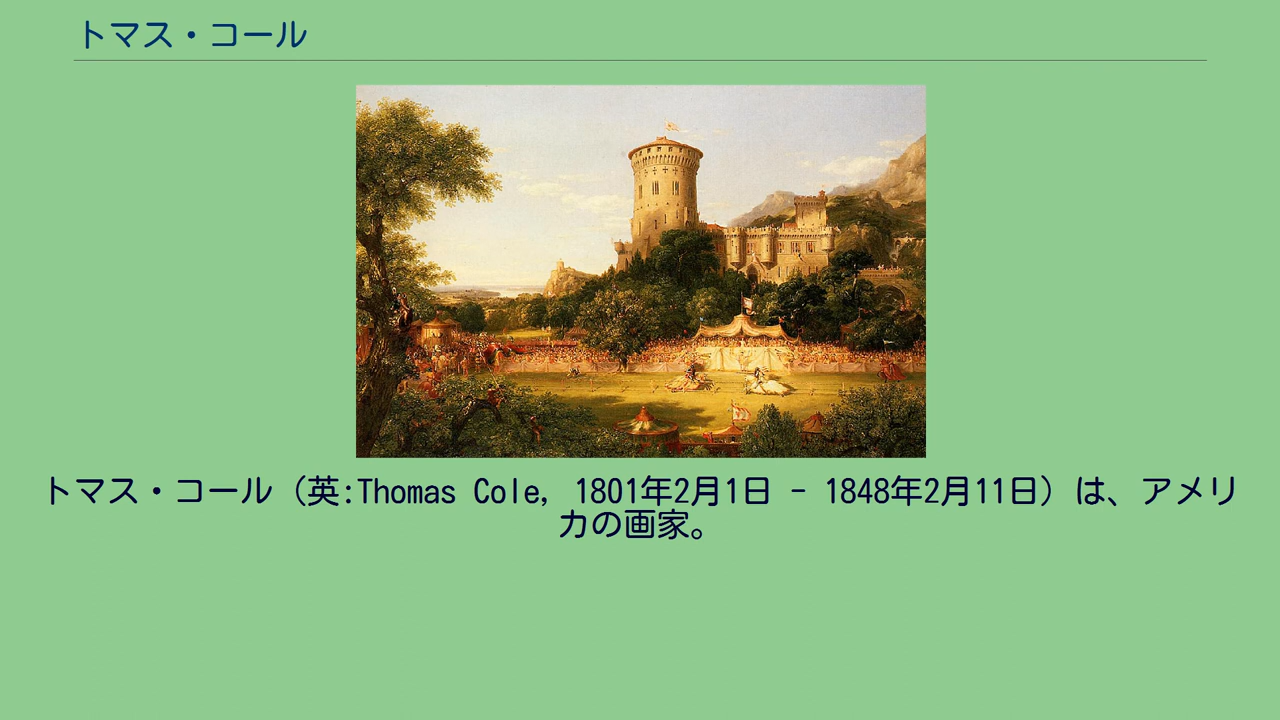 トマス・コール
トマス・コール（英:Thomas Cole, 1801年2月1日 - 1848年2月11日）は、アメリ
カの画家。